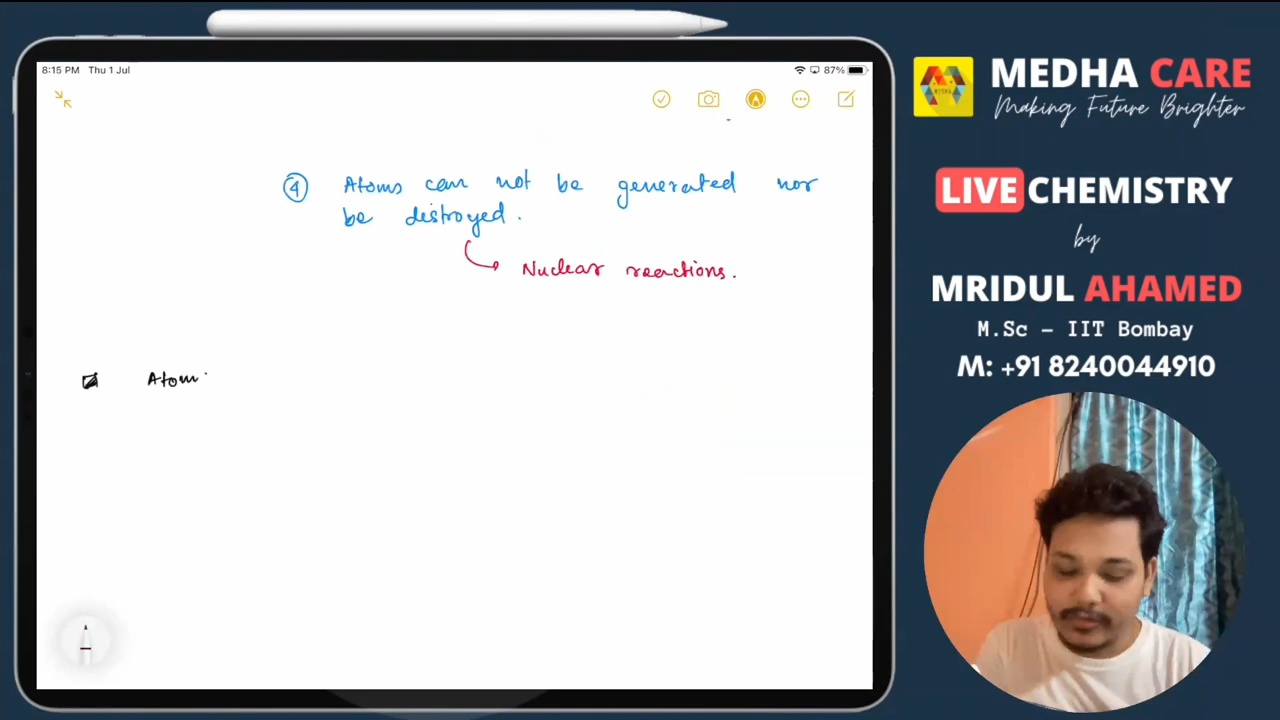 8:15 PM Thu 1 Jul
87%
④ Atoms can not be generated nor
be distroyed.
Nuclear reactions.
Atom
MEDHA CARE
Making Future Brighter
LIVE CHEMISTRY
by
MRIDUL AHAMED
M.Sc – IIT Bombay
M: +91 8240044910